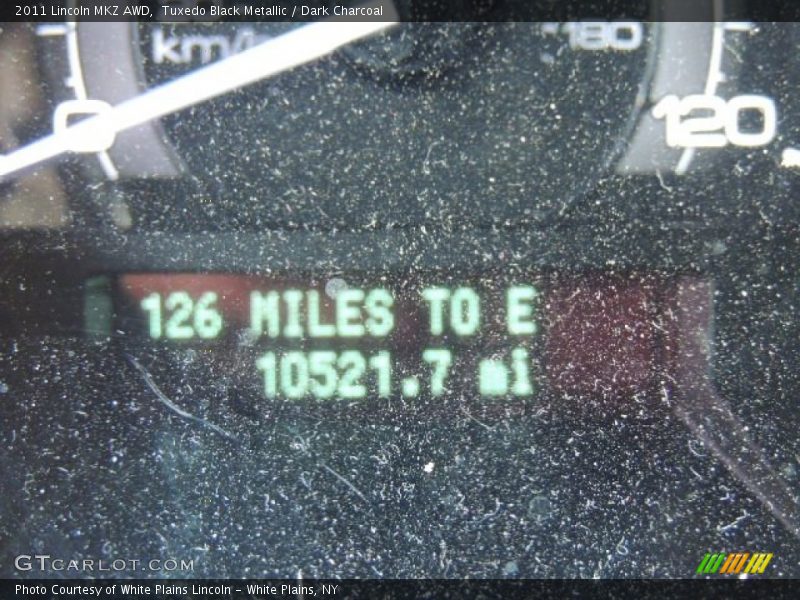 2011 Lincoln MKZ AWD, Tuxedo Black Metallic / Dark Charcoal
km/h 180
0 120
126 MILES TO E
10521.7 mi
GTCARLOT.COM
Photo Courtesy of White Plains Lincoln - White Plains, NY